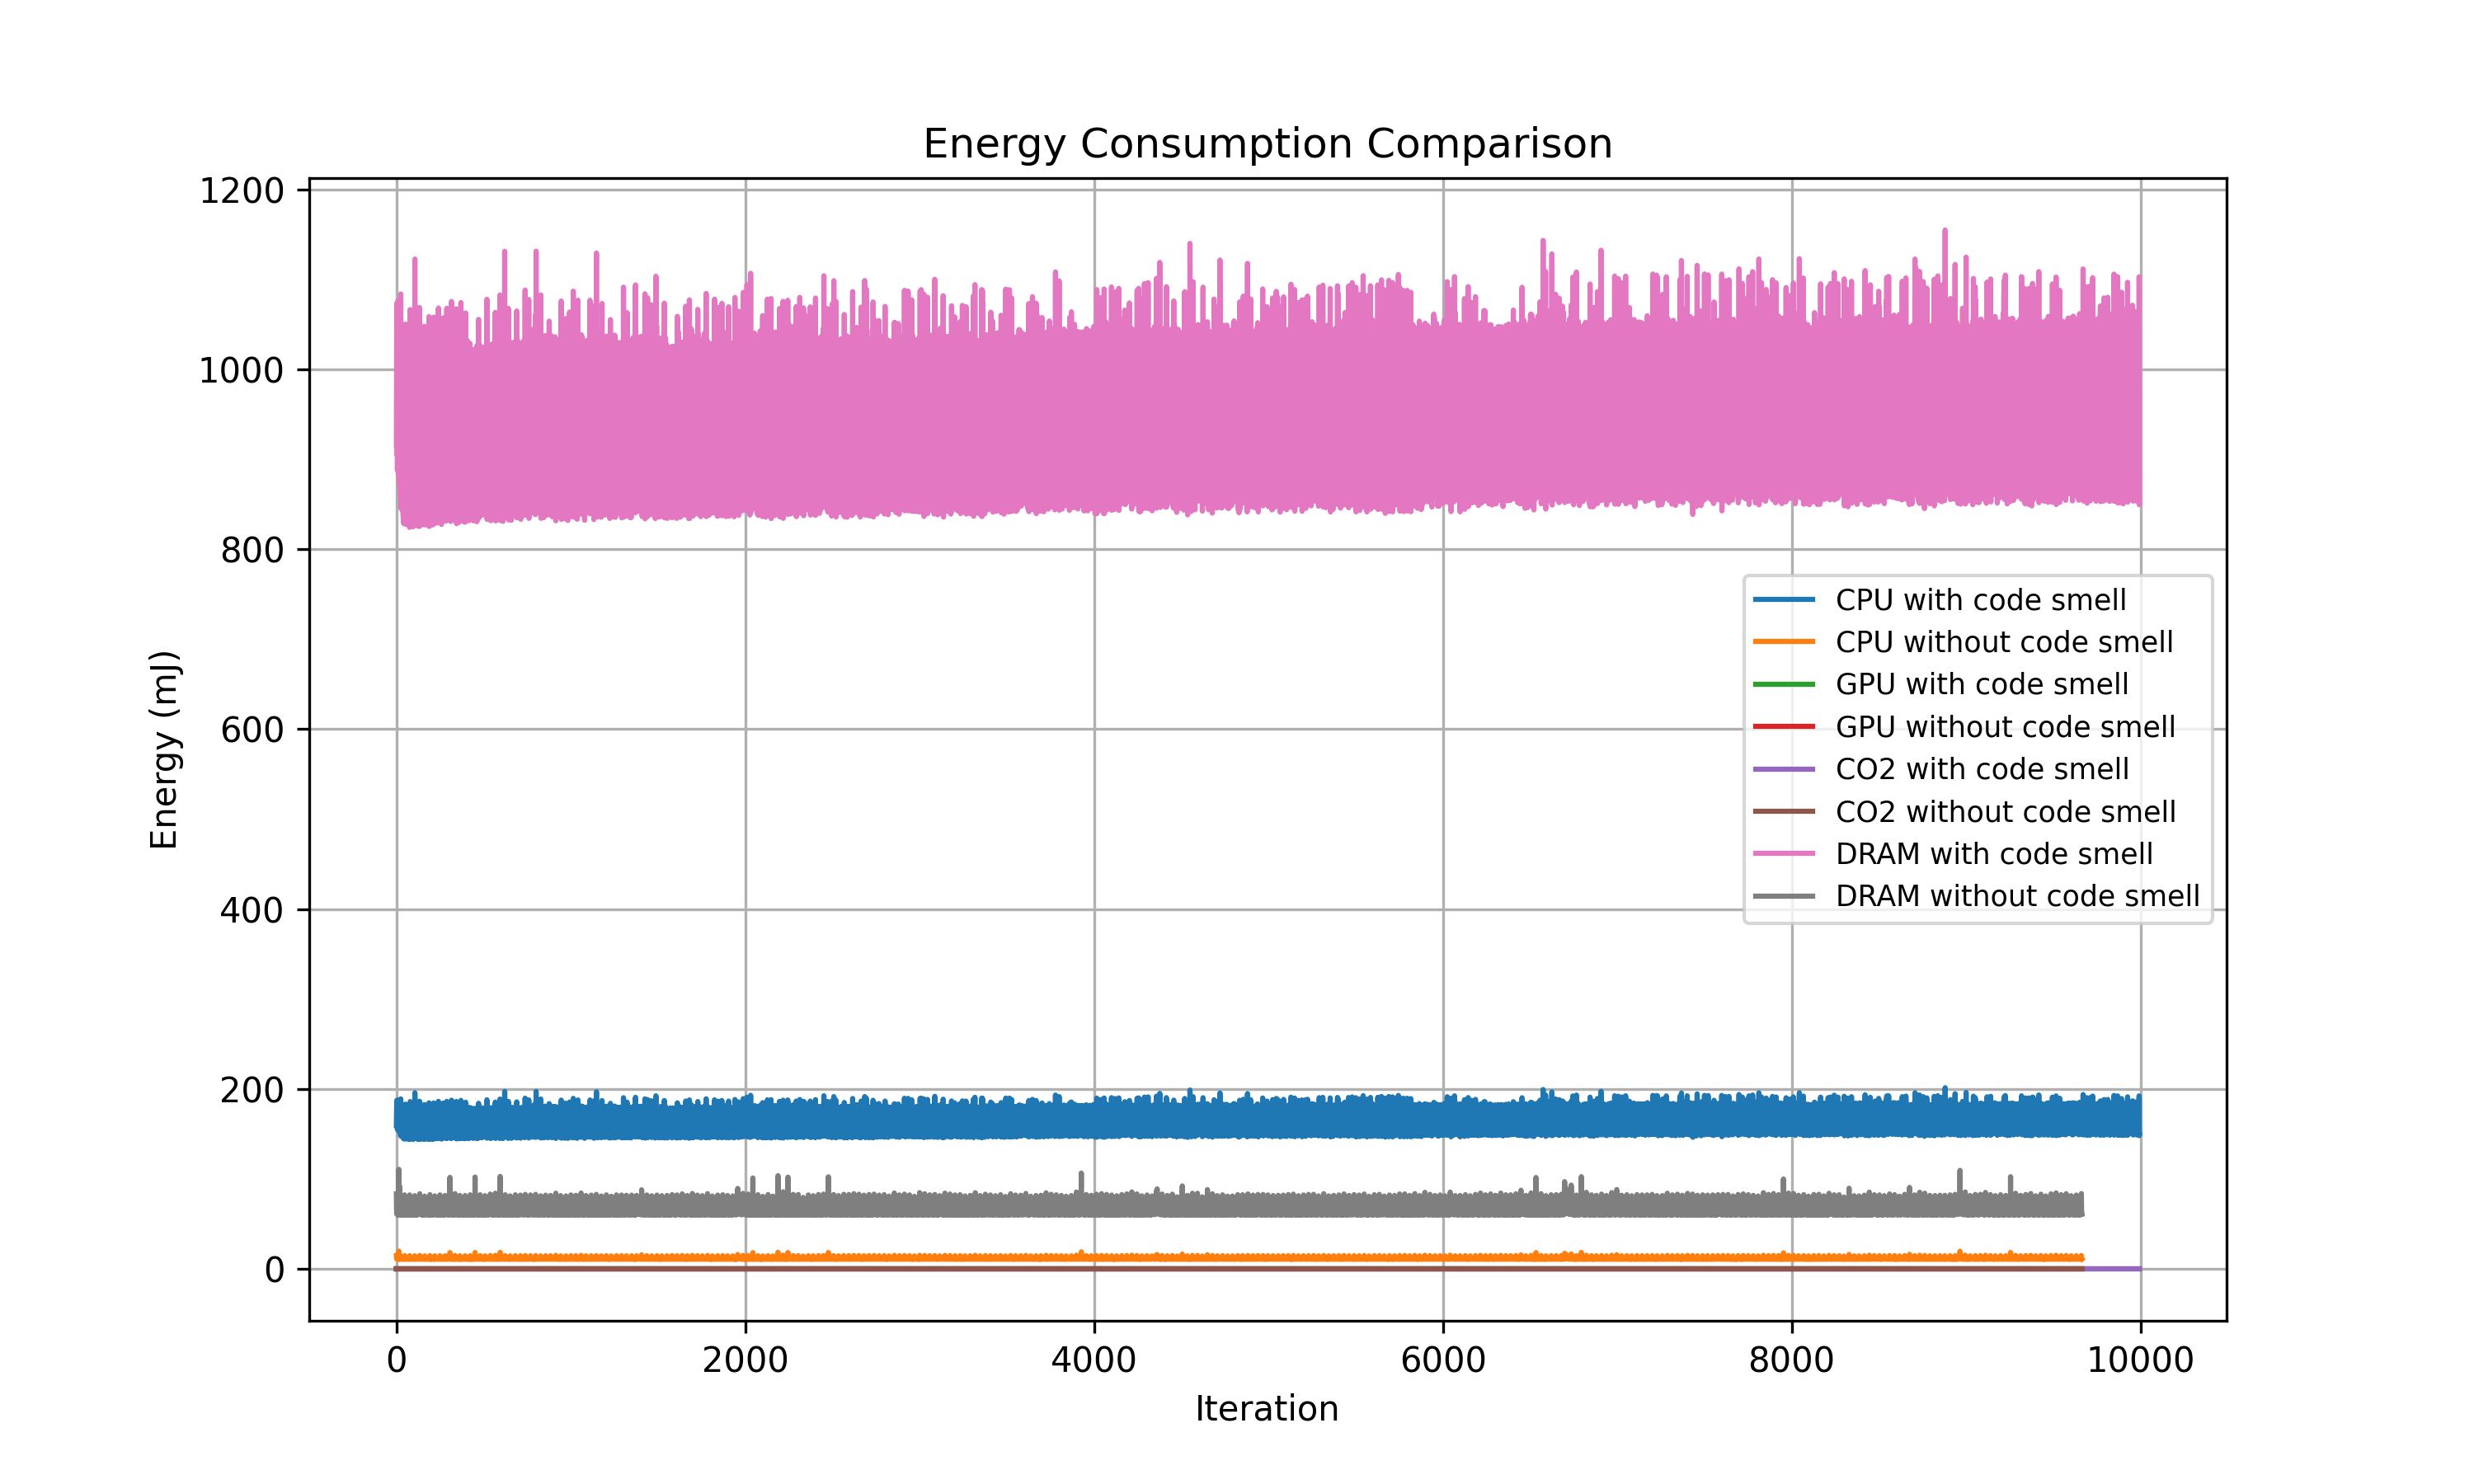 Energy Consumption Comparison
1200
1000
800
600
400
200
0
Energy (mJ)
CPU with code smell
CPU without code smell
GPU with code smell
GPU without code smell
CO2 with code smell
CO2 without code smell
DRAM with code smell
DRAM without code smell
0 2000 4000 6000 8000 10000
Iteration